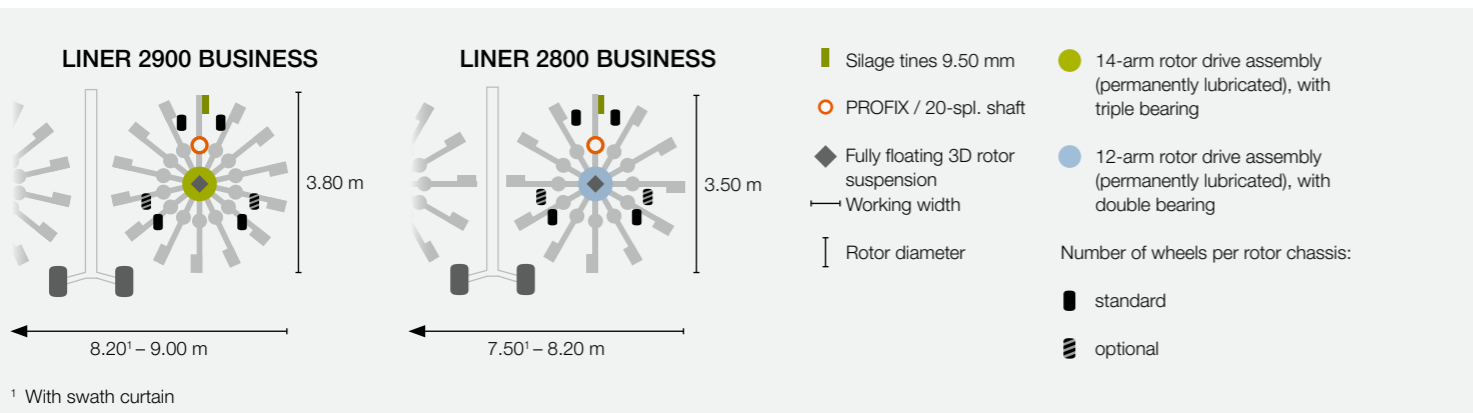 LINER 2900 BUSINESS
3.80 m
8.20¹ – 9.00 m
LINER 2800 BUSINESS
3.50 m
7.50¹ – 8.20 m
Silage tines 9.50 mm
PROFIX / 20-spl. shaft
Fully floating 3D rotor
suspension
Working width
Rotor diameter
14-arm rotor drive assembly
(permanently lubricated), with
triple bearing
12-arm rotor drive assembly
(permanently lubricated), with
double bearing
Number of wheels per rotor chassis:
standard
optional
¹ With swath curtain